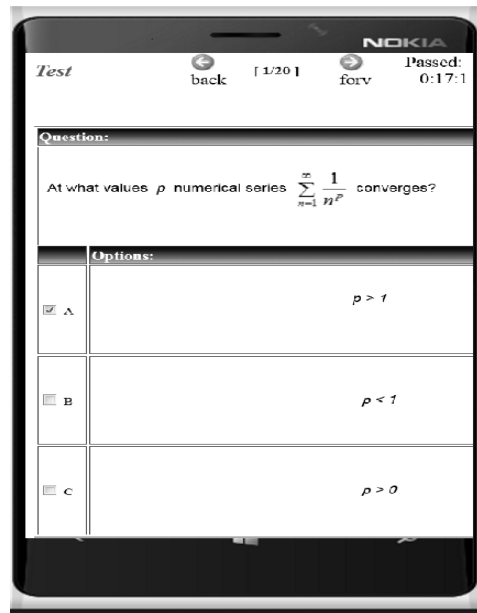 NOKIA
Test back [ 1/20 ] forv Passed: 0:17:1
Question:
At what values p numerical series ∑ n=1 ∞ 1/n^p converges?
Options:
A p > 1
B p < 1
C p > 0